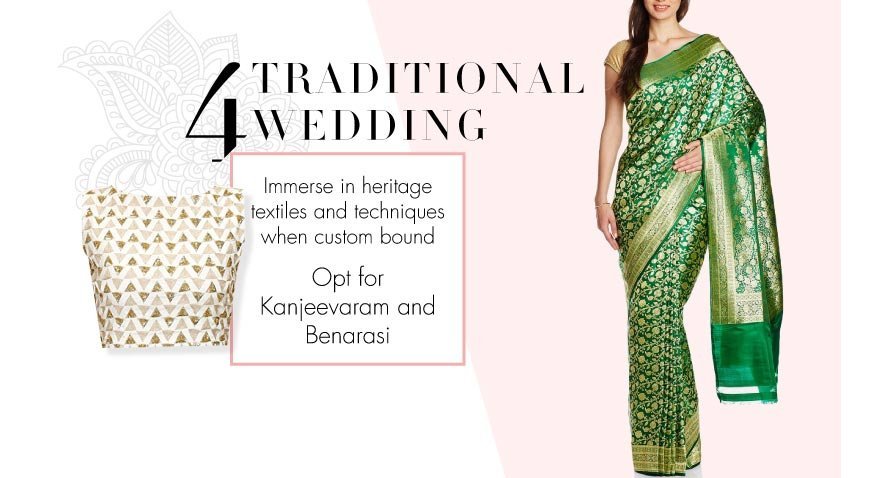 4 TRADITIONAL
WEDDING
Immerse in heritage
textiles and techniques
when custom bound
Opt for
Kanjeevaram and
Benarasi